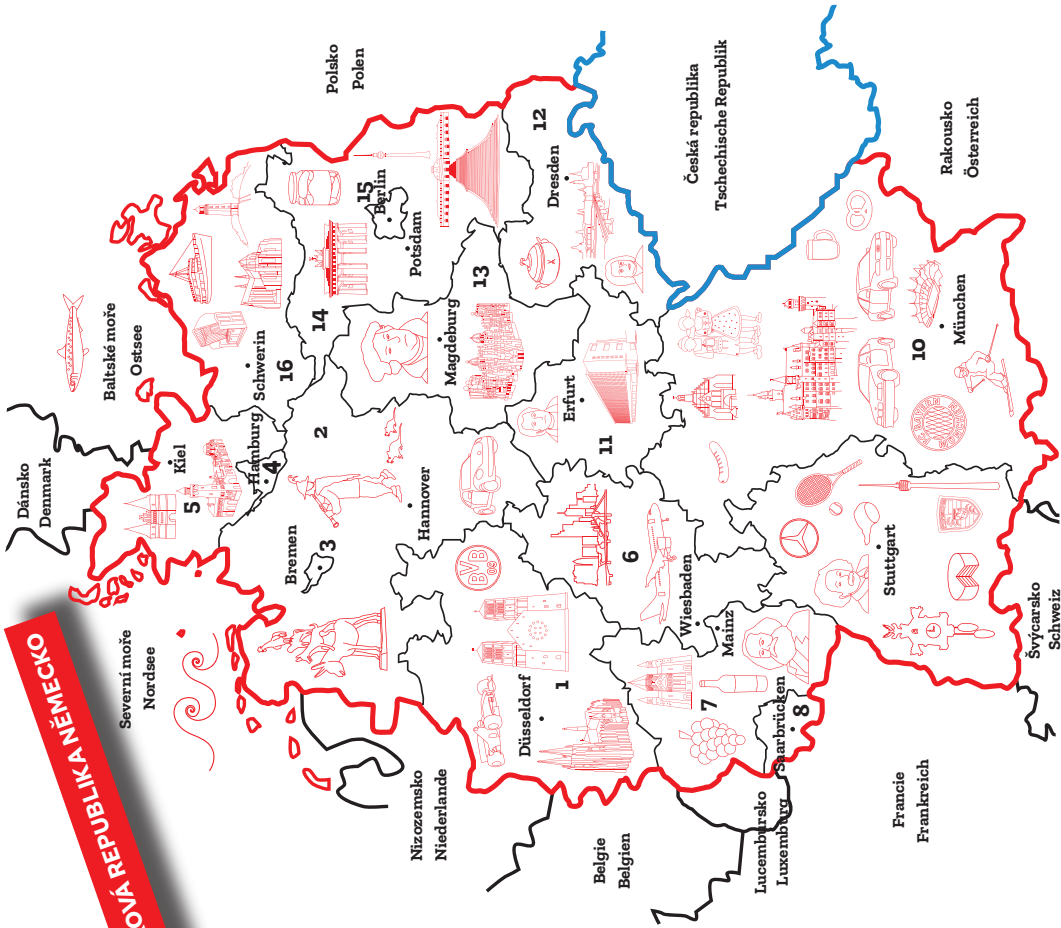 OVÁ REPUBLIKA NĚMECKO
Severní moře
Nordsee
Dánsko
Denmark
Baltské moře
Ostsee
Polsko
Polen
Kiel
5
Hamburg
4
Schwerin
16
Bremen
3
2
Hannover
14
15
Berlin
Potsdam
Magdeburg
13
12
Dresden
Nizozemsko
Niederlande
BVB
09
Düsseldorf
1
6
Erfurt
11
Belgie
Belgien
Wiesbaden
Mainz
7
Česká republika
Tschechische Republik
Lucembursko
Luxemburg
Saarbrücken
8
Stuttgart
10
München
Francie
Frankreich
Švýcarsko
Schweiz
Rakousko
Österreich